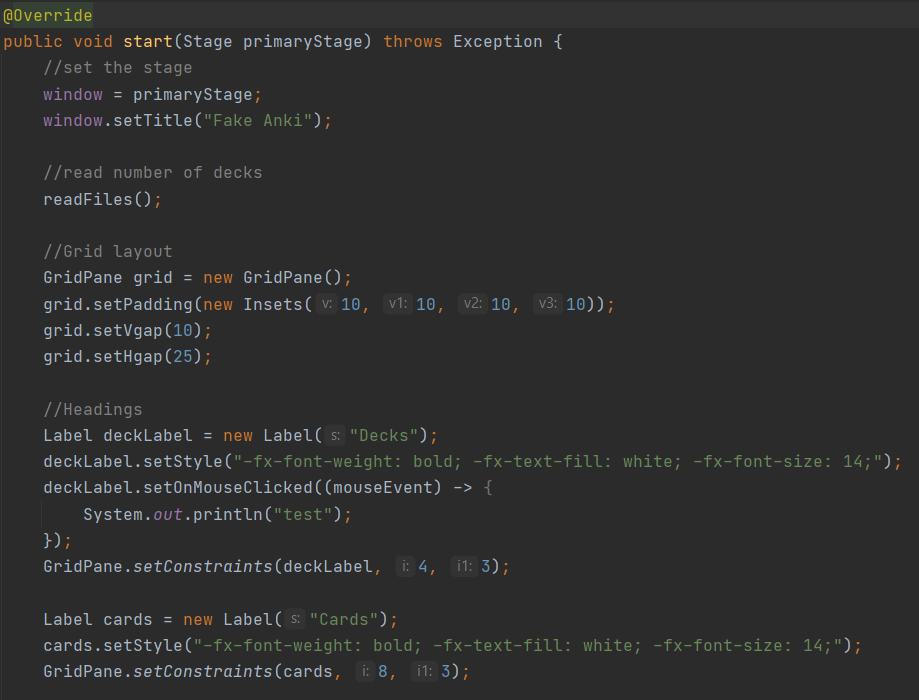 @Override
public void start(Stage primaryStage) throws Exception {
    //set the stage
    window = primaryStage;
    window.setTitle("Fake Anki");

    //read number of decks
    readFiles();

    //Grid layout
    GridPane grid = new GridPane();
    grid.setPadding(new Insets( v: 10, v1: 10, v2: 10, v3: 10));
    grid.setVgap(10);
    grid.setHgap(25);

    //Headings
    Label deckLabel = new Label( s: "Decks");
    deckLabel.setStyle("-fx-font-weight: bold; -fx-text-fill: white; -fx-font-size: 14;");
    deckLabel.setOnMouseClicked((mouseEvent) -> {
        System.out.println("test");
    });
    GridPane.setConstraints(deckLabel, i: 4, i1: 3);

    Label cards = new Label( s: "Cards");
    cards.setStyle("-fx-font-weight: bold; -fx-text-fill: white; -fx-font-size: 14;");
    GridPane.setConstraints(cards, i: 8, i1: 3);